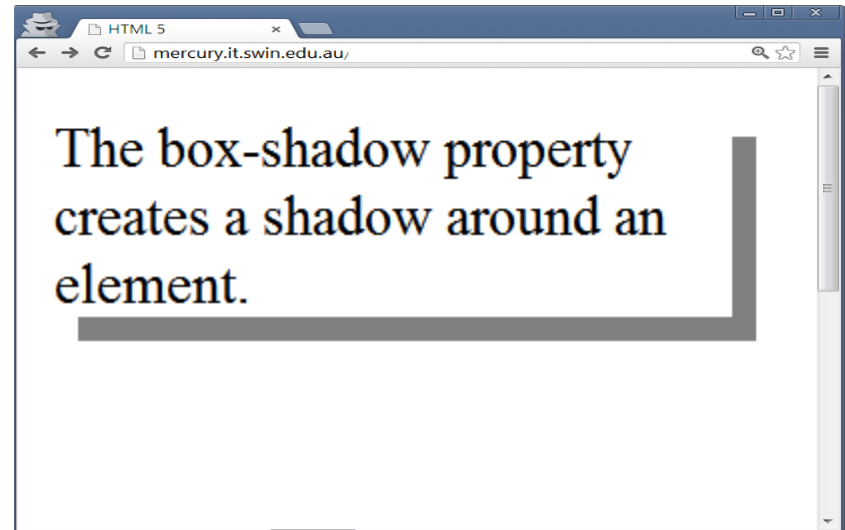 HTML 5
mercury.it.swin.edu.au/
The box-shadow property
creates a shadow around an
element.